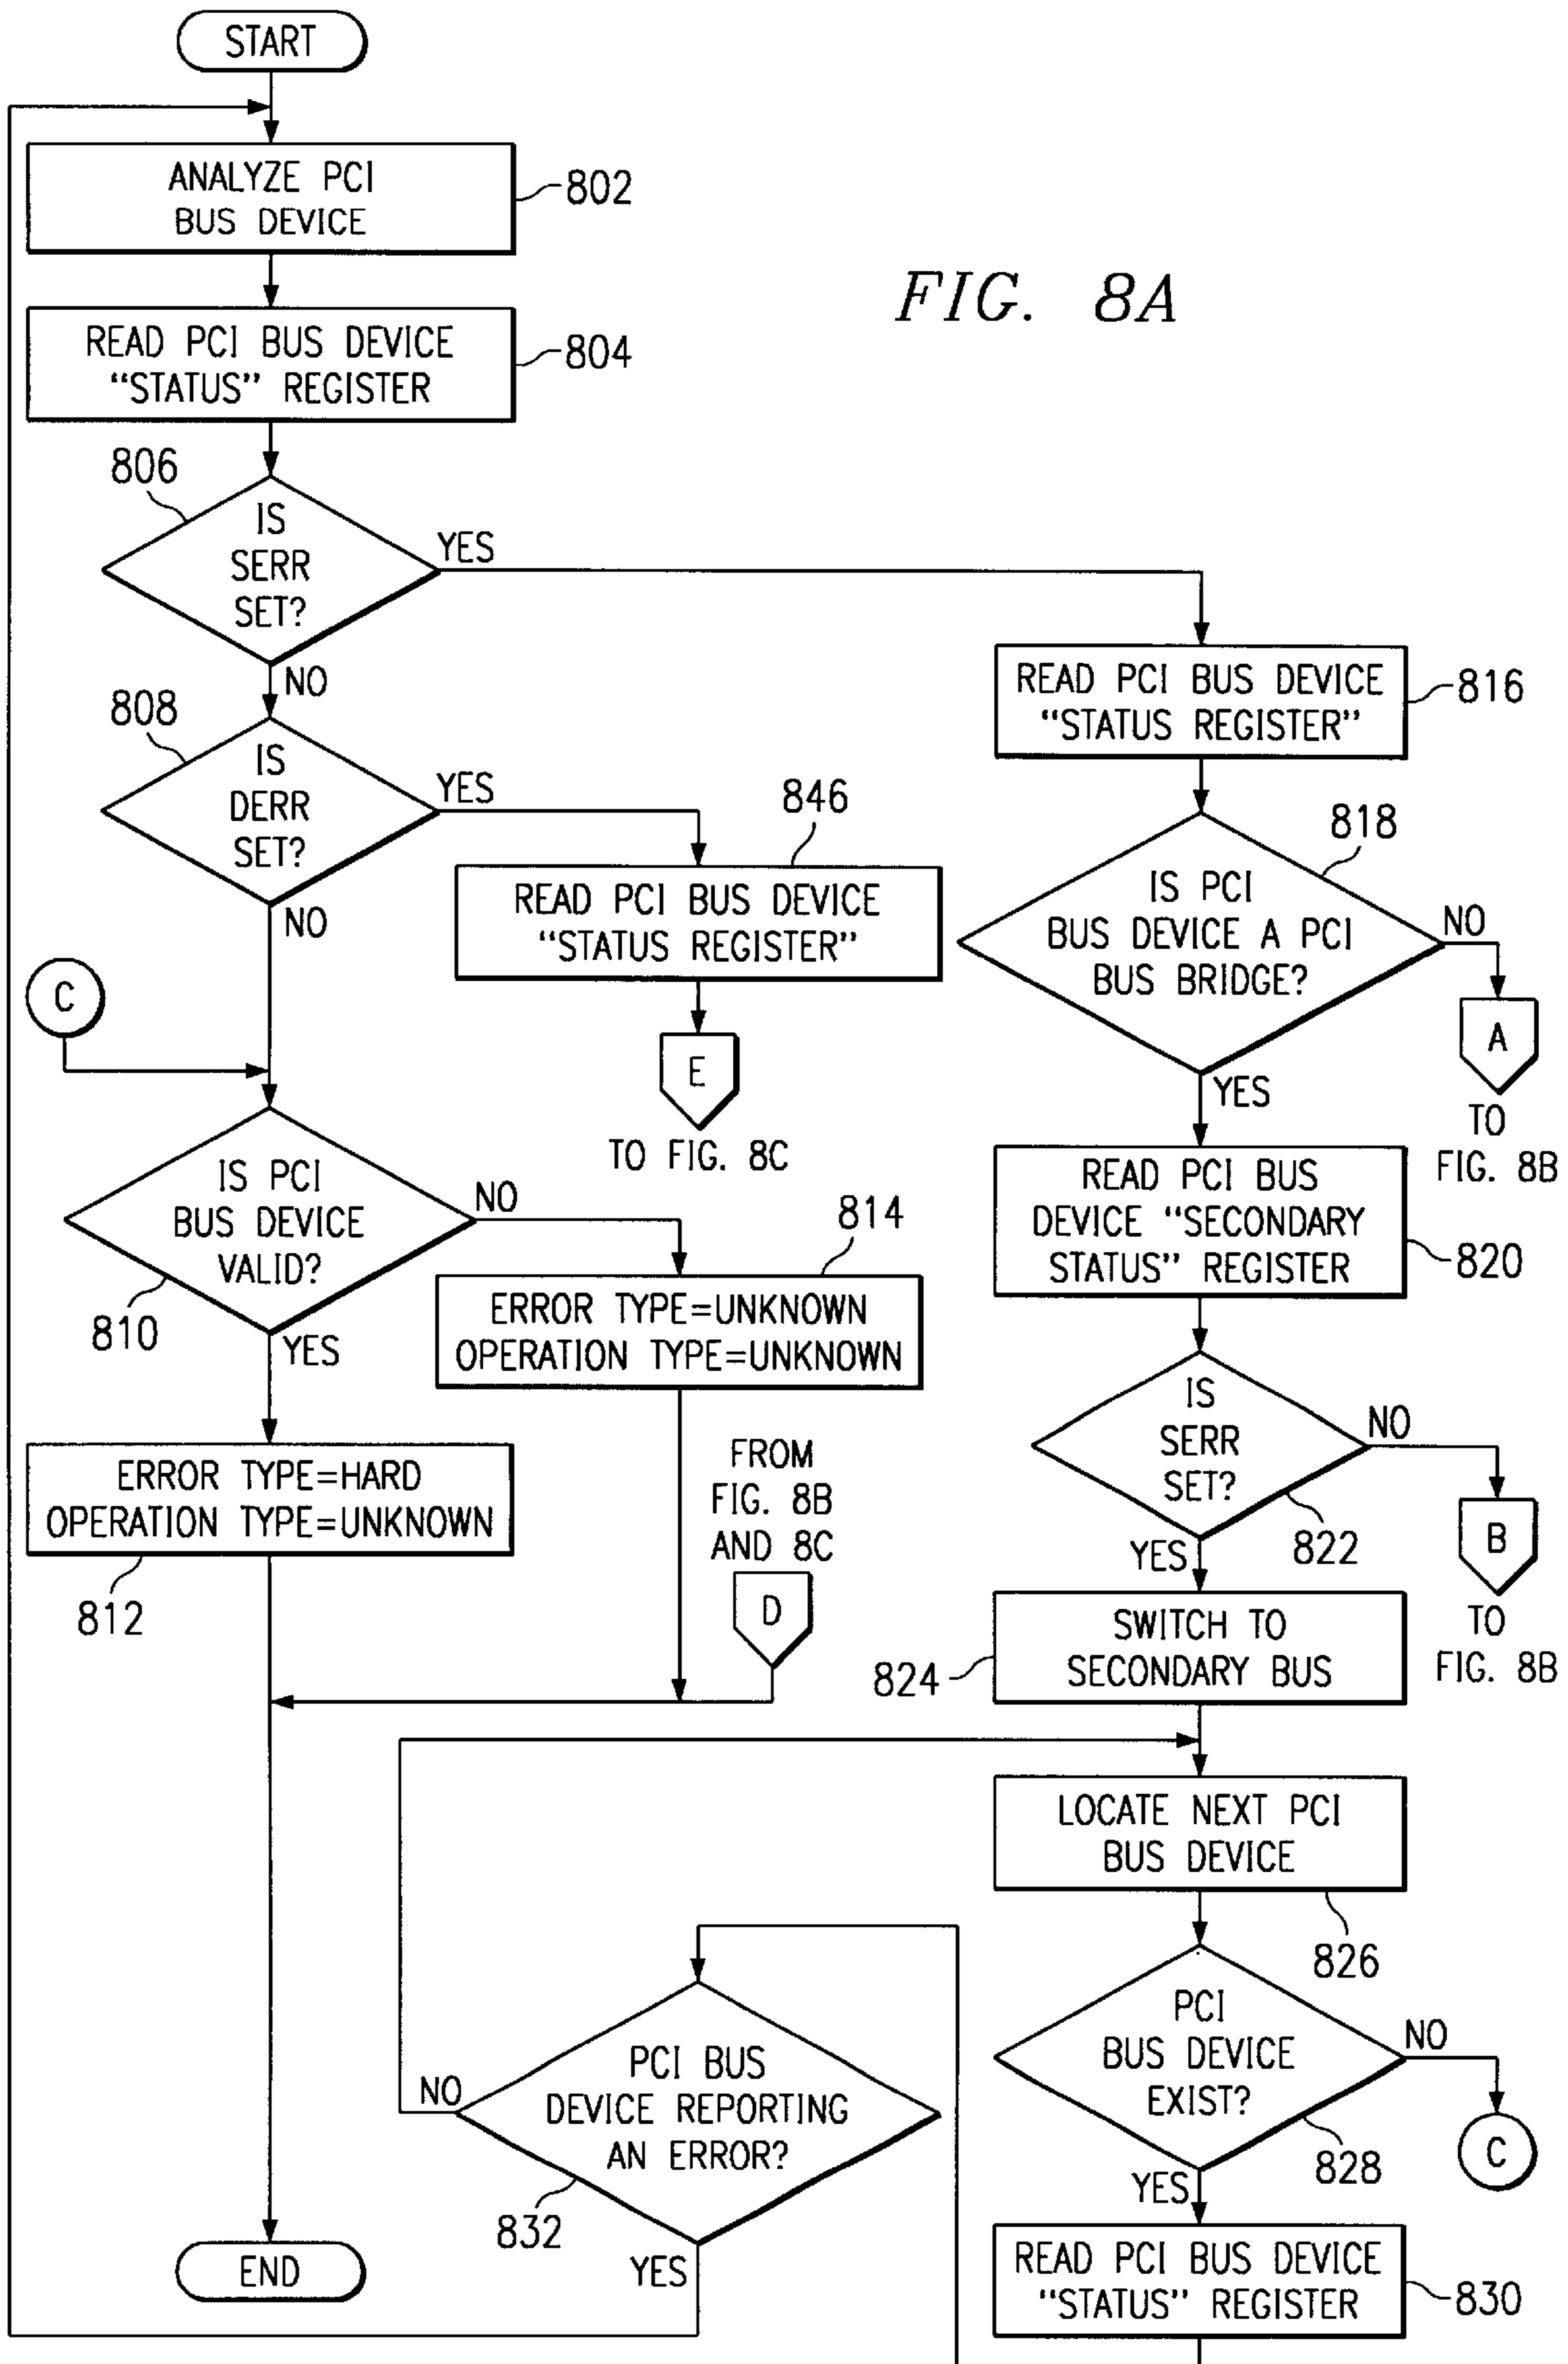 START
ANALYZE PCI
BUS DEVICE
802
FIG. 8A
READ PCI BUS DEVICE
"STATUS" REGISTER
804
806
IS
SERR
SET?
YES
NO
READ PCI BUS DEVICE
"STATUS REGISTER"
816
808
IS
DERR
SET?
YES
NO
846
READ PCI BUS DEVICE
"STATUS REGISTER"
E
TO FIG. 8C
818
IS PCI
BUS DEVICE A PCI
BUS BRIDGE?
NO
A
TO
FIG. 8B
YES
C
IS PCI
BUS DEVICE
VALID?
NO
810
YES
814
ERROR TYPE=UNKNOWN
OPERATION TYPE=UNKNOWN
READ PCI BUS
DEVICE "SECONDARY
STATUS" REGISTER
820
ERROR TYPE=HARD
OPERATION TYPE=UNKNOWN
812
FROM
FIG. 8B
AND 8C
D
IS
SERR
SET?
NO
822
YES
B
TO
FIG. 8B
SWITCH TO
SECONDARY BUS
824
LOCATE NEXT PCI
BUS DEVICE
826
PCI
BUS DEVICE
EXIST?
NO
828
C
YES
PCI BUS
DEVICE REPORTING
AN ERROR?
NO
832
YES
END
READ PCI BUS DEVICE
"STATUS" REGISTER
830